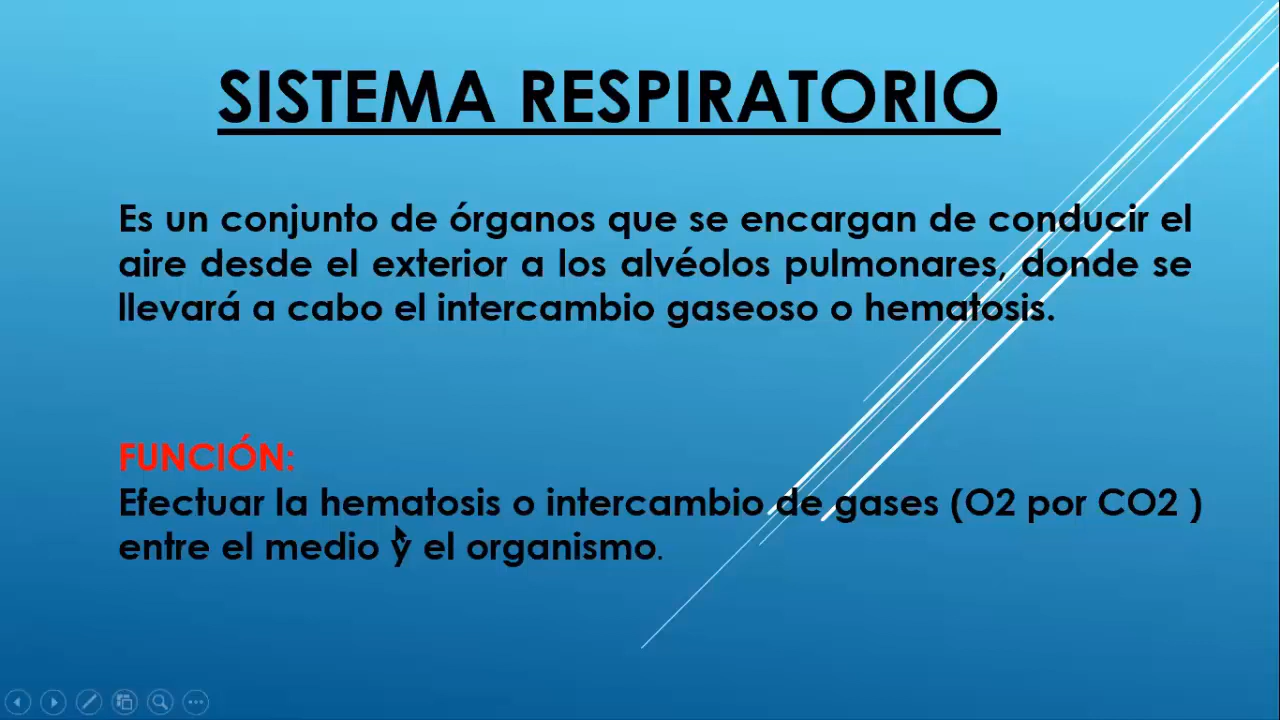 SISTEMA RESPIRATORIO
Es un conjunto de órganos que se encargan de conducir el
aire desde el exterior a los alvéolos pulmonares, donde se
llevará a cabo el intercambio gaseoso o hematosis.
FUNCIÓN:
Efectuar la hematosis o intercambio de gases (O2 por CO2 )
entre el medio y el organismo.